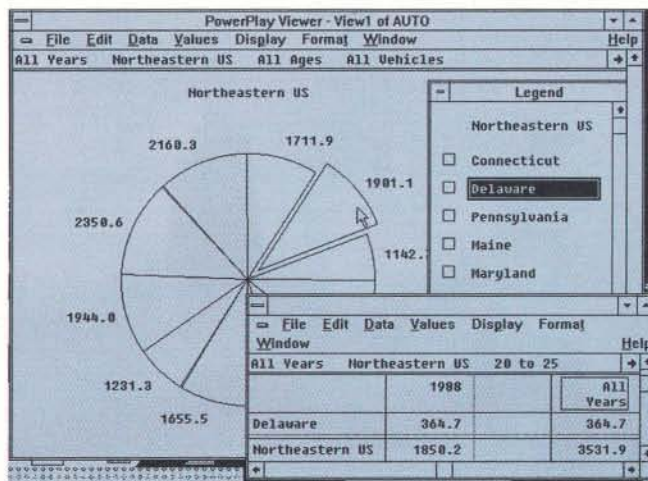 PowerPlay Viewer - View1 of AUTO
File Edit Data Values Display Format Window Help
All Years Northeastern US All Ages All Vehicles
Northeastern US
2160.3
1711.9
1901.1
2350.6
1142.
1944.0
1231.3
1655.5
Legend
Northeastern US
Connecticut
Delaware
Pennsylvania
Maine
Maryland
File Edit Data Values Display Format
Window Help
All Years Northeastern US 20 to 25
1988 All
Years
Delaware 364.7 364.7
Northeastern US 1850.2 3531.9